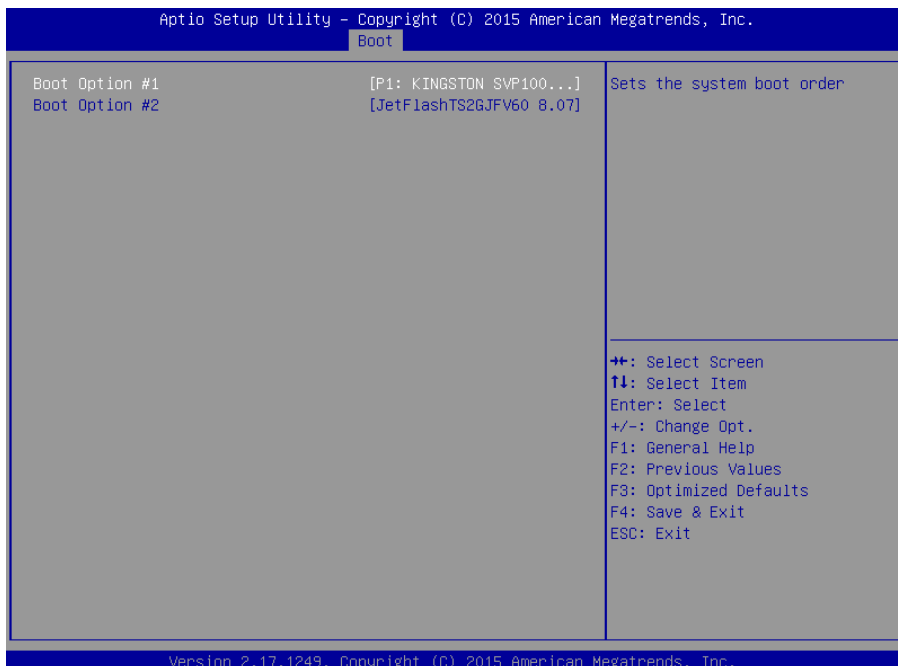 Aptio Setup Utility – Copyright (C) 2015 American Megatrends, Inc.
Boot
Boot Option #1 [P1: KINGSTON SVP100...]
Boot Option #2 [JetFlashTS2GJFV60 8.07]
Sets the system boot order
→←: Select Screen
↑↓: Select Item
Enter: Select
+/-: Change Opt.
F1: General Help
F2: Previous Values
F3: Optimized Defaults
F4: Save & Exit
ESC: Exit
Version 2.17.1249. Copyright (C) 2015 American Megatrends, Inc.